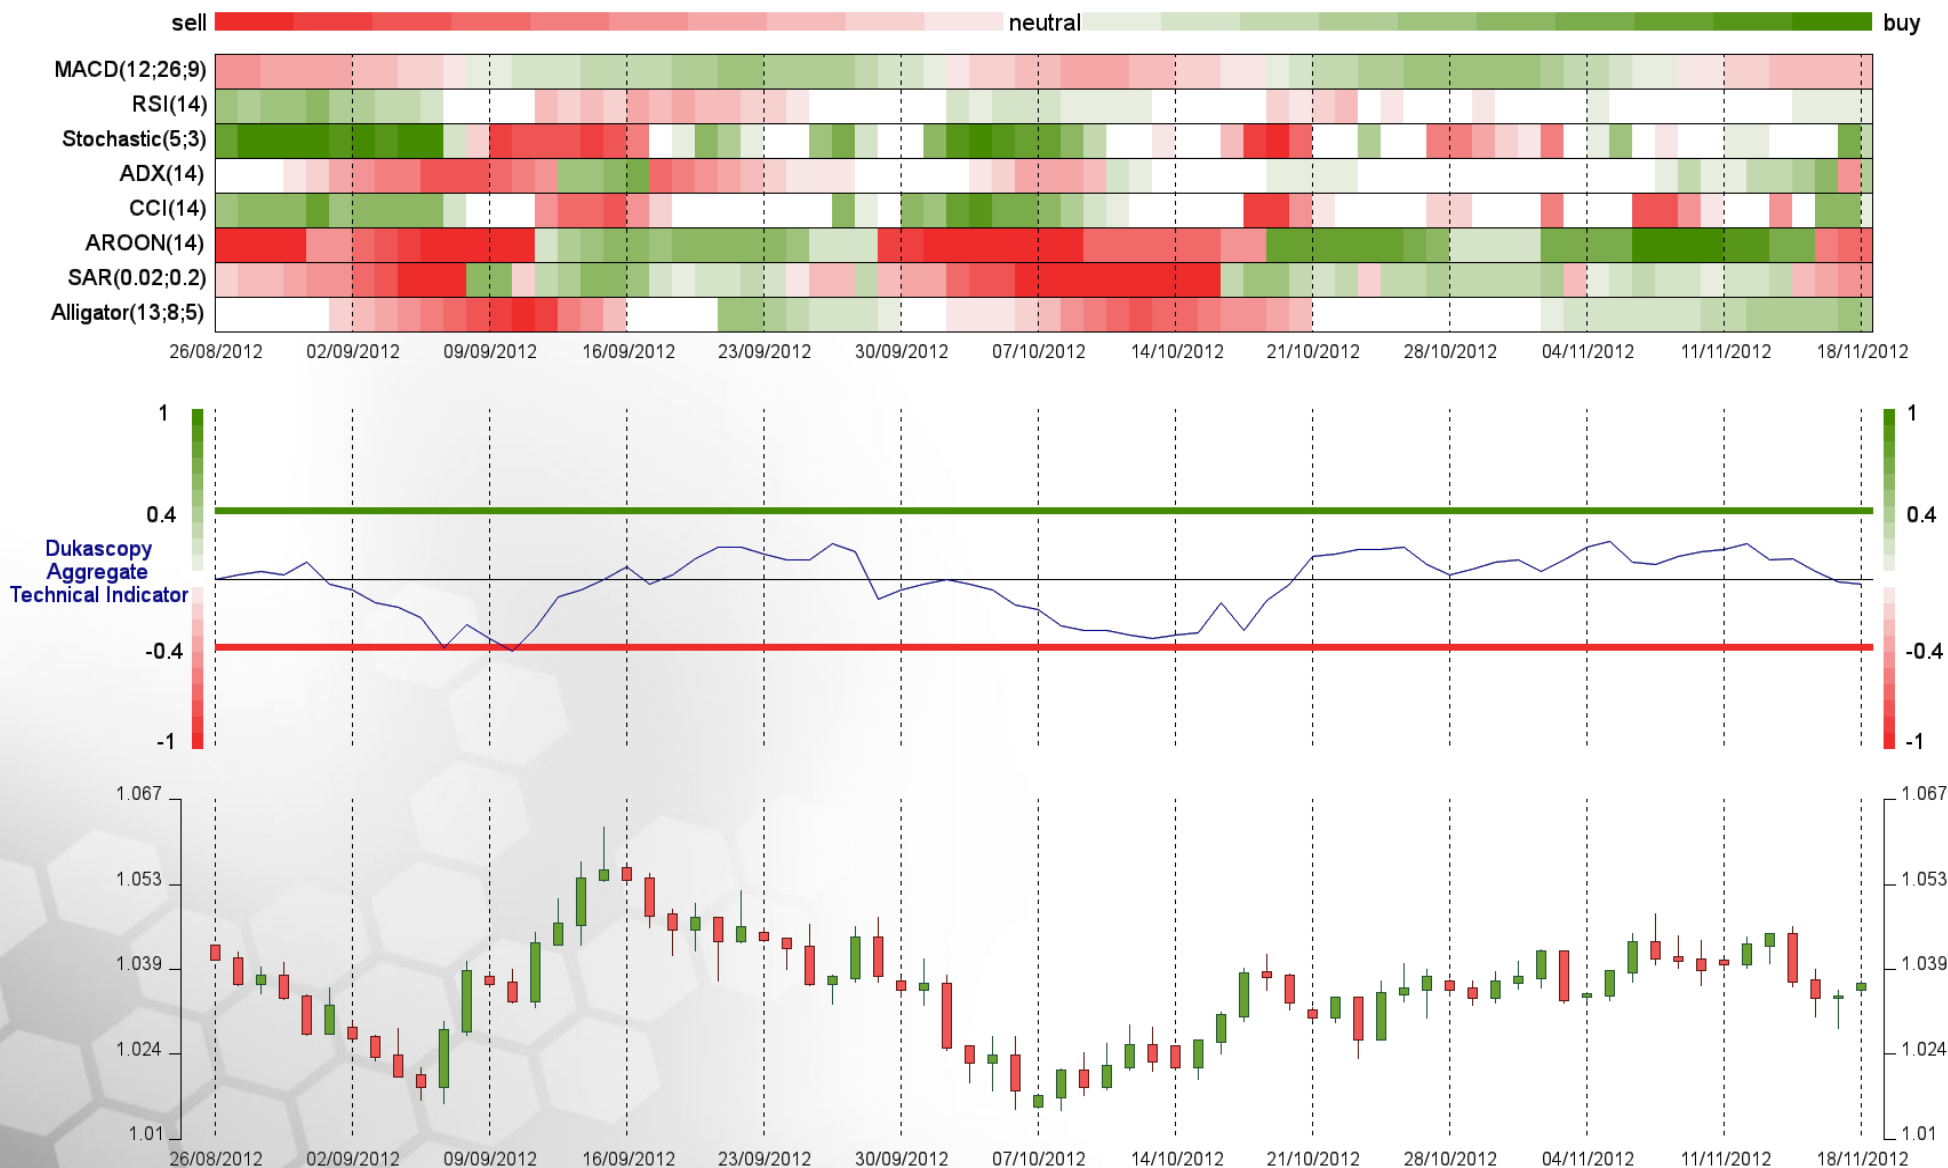 sell neutral buy
MACD(12;26;9)
RSI(14)
Stochastic(5;3)
ADX(14)
CCI(14)
AROON(14)
SAR(0.02;0.2)
Alligator(13;8;5)
26/08/2012 02/09/2012 09/09/2012 16/09/2012 23/09/2012 30/09/2012 07/10/2012 14/10/2012 21/10/2012 28/10/2012 04/11/2012 11/11/2012 18/11/2012
1 1
0.4 0.4
Dukascopy
Aggregate
Technical Indicator
-0.4 -0.4
-1 -1
1.067 1.067
1.053 1.053
1.039 1.039
1.024 1.024
1.01 1.01
26/08/2012 02/09/2012 09/09/2012 16/09/2012 23/09/2012 30/09/2012 07/10/2012 14/10/2012 21/10/2012 28/10/2012 04/11/2012 11/11/2012 18/11/2012